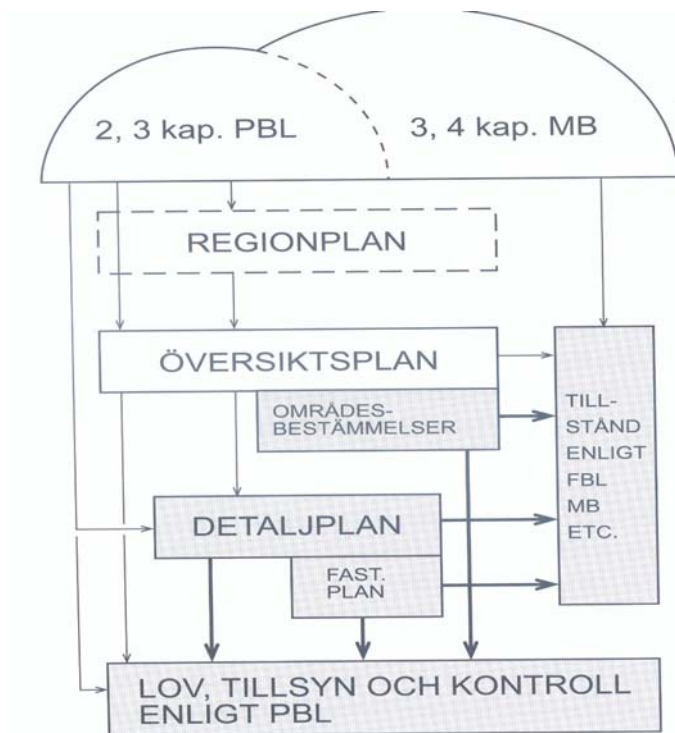 2, 3 kap. PBL
3, 4 kap. MB
REGIONPLAN
ÖVERSIKTSPLAN
OMRÅDES-
BESTÄMMELSER
TILL-
STÅND
ENLIGT
FBL
MB
ETC.
DETALJPLAN
FAST.
PLAN
LOV, TILLSYN OCH KONTROLL
ENLIGT PBL